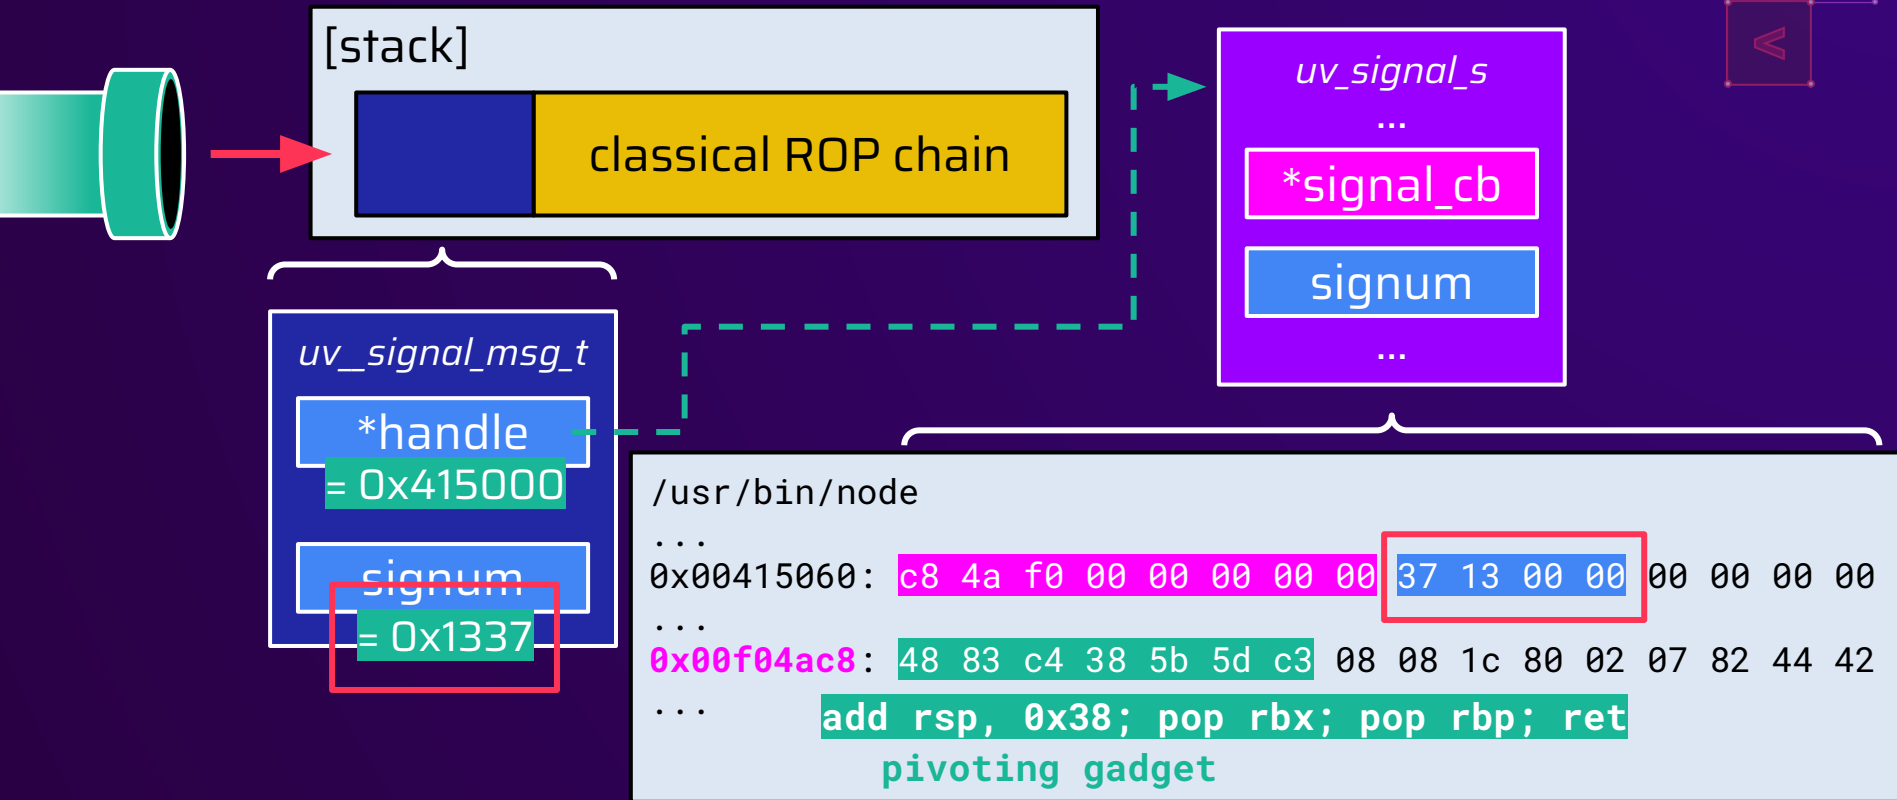 [stack]
classical ROP chain
uv_signal_s
...
*signal_cb
signum
...
uv__signal_msg_t
*handle
= 0x415000
signum
= 0x1337
/usr/bin/node
...
0x00415060: c8 4a f0 00 00 00 00 00 37 13 00 00 00 00 00 00
...
0x00f04ac8: 48 83 c4 38 5b 5d c3 08 08 1c 80 02 07 82 44 42
...
add rsp, 0x38; pop rbx; pop rbp; ret
pivoting gadget